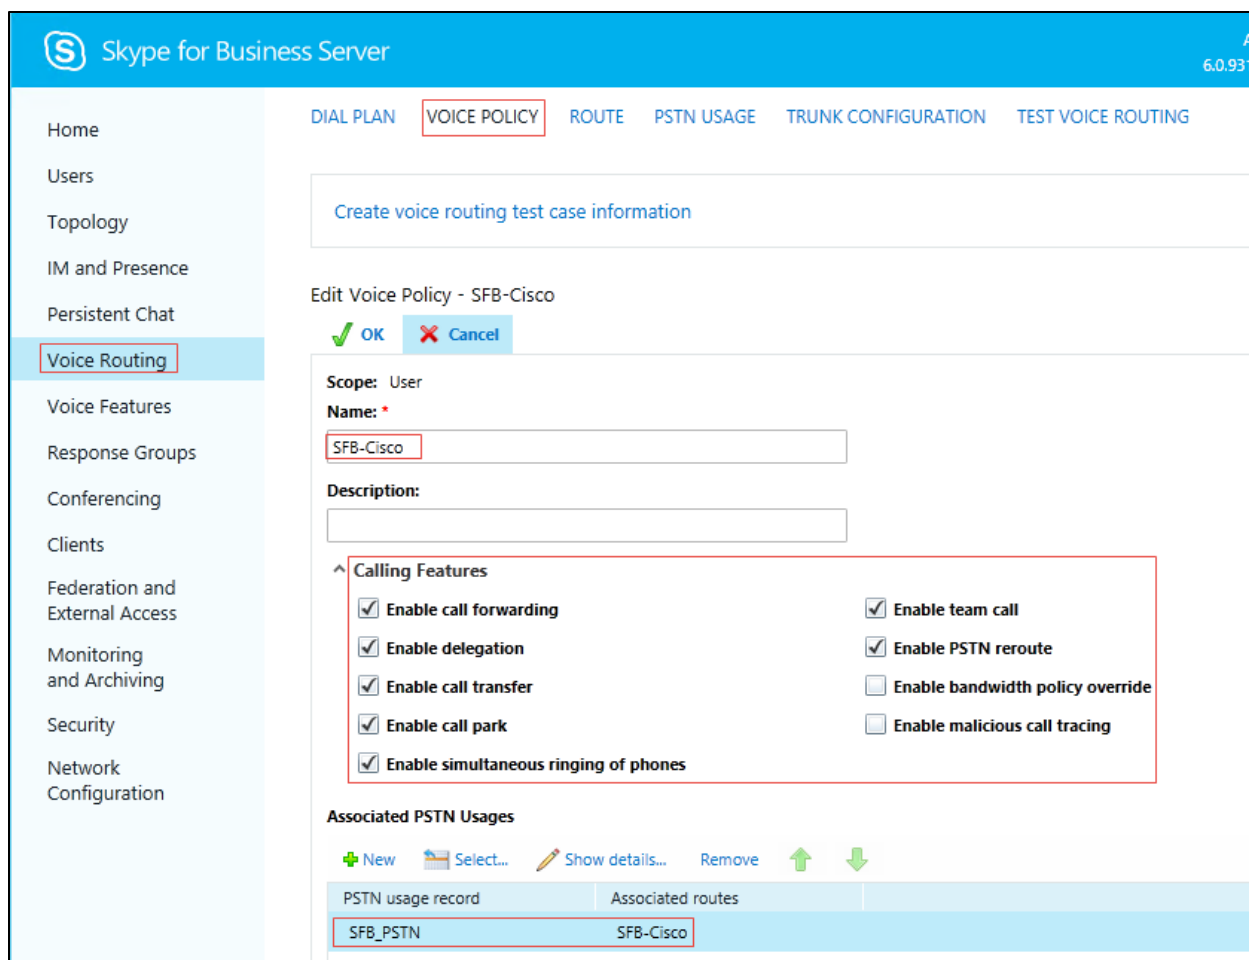 Skype for Business Server
A
6.0.931
Home
Users
Topology
IM and Presence
Persistent Chat
Voice Routing
Voice Features
Response Groups
Conferencing
Clients
Federation and
External Access
Monitoring
and Archiving
Security
Network
Configuration
DIAL PLAN VOICE POLICY ROUTE PSTN USAGE TRUNK CONFIGURATION TEST VOICE ROUTING
Create voice routing test case information
Edit Voice Policy - SFB-Cisco
OK Cancel
Scope: User
Name: *
SFB-Cisco
Description:
Calling Features
Enable call forwarding Enable team call
Enable delegation Enable PSTN reroute
Enable call transfer Enable bandwidth policy override
Enable call park Enable malicious call tracing
Enable simultaneous ringing of phones
Associated PSTN Usages
New Select... Show details... Remove
PSTN usage record Associated routes
SFB_PSTN SFB-Cisco